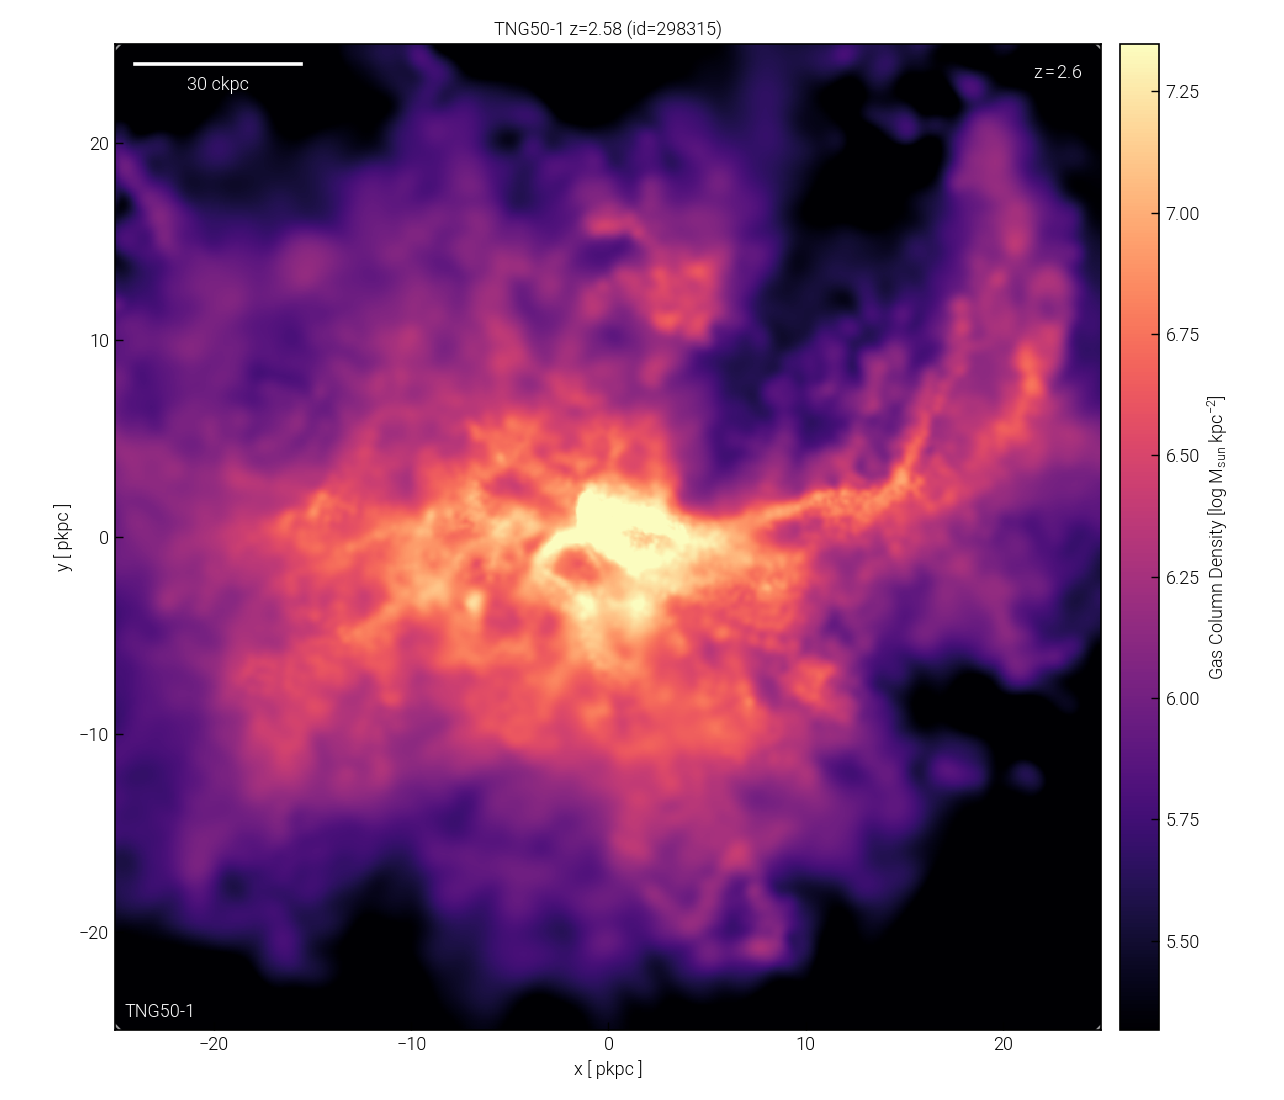 TNG50-1 z=2.58 (id=298315)
30 ckpc
z=2.6
TNG50-1
20
10
0
−10
−20
y [ pkpc ]
−20
−10
0
10
20
x [ pkpc ]
7.25
7.00
6.75
6.50
6.25
6.00
5.75
5.50
Gas Column Density [log M_sun kpc⁻²]